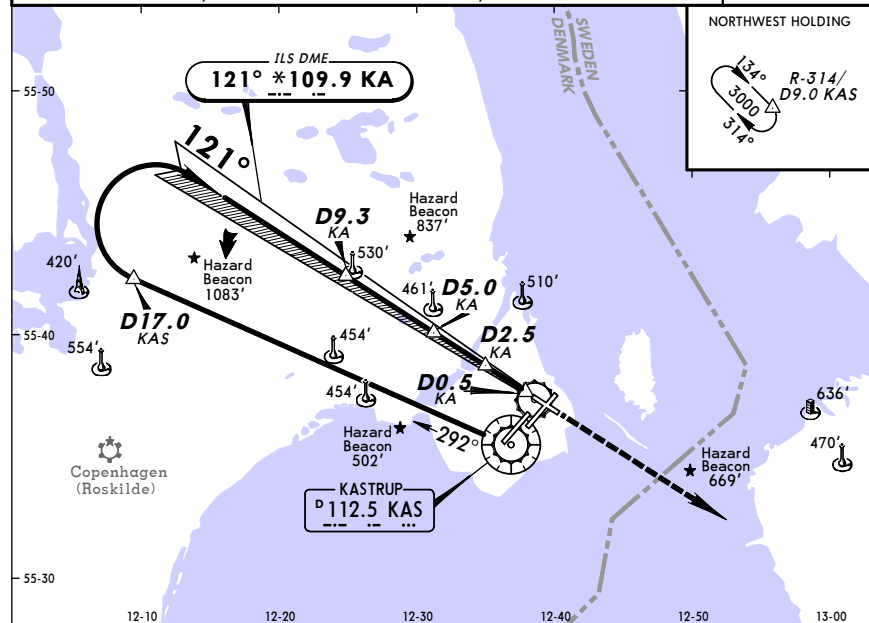 NORTHWEST HOLDING
134°
3000
314°
R-314/
D9.0 KAS
SWEDEN
DENMARK
ILS DME
121° *109.9 KA
55-50
121°
D9.3
KA
Hazard
Beacon
837'
530'
420'
Hazard
Beacon
1083'
461'
D5.0
KA
510'
D17.0
KAS
55-40
454'
D2.5
KA
554'
D0.5
KA
454'
636'
292°
Hazard
Beacon
502'
470'
Hazard
Beacon
669'
Copenhagen
(Roskilde)
KASTRUP
D 112.5 KAS
55-30
12-10 12-20 12-30 12-40 12-50 13-00